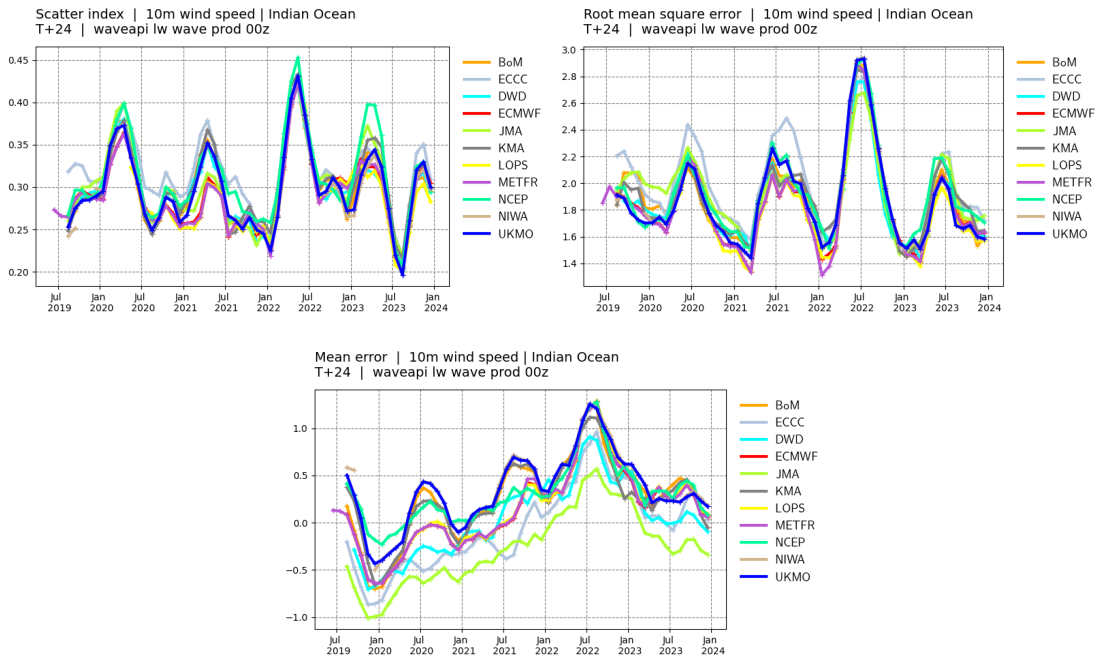 Scatter index | 10m wind speed | Indian Ocean
T+24 | waveapi lw wave prod 00z
0.45
0.40
0.35
0.30
0.25
0.20
Jul 2019
Jan 2020
Jul 2020
Jan 2021
Jul 2021
Jan 2022
Jul 2022
Jan 2023
Jul 2023
Jan 2024
BoM
ECCC
DWD
ECMWF
JMA
KMA
LOPS
METFR
NCEP
NIWA
UKMO
Root mean square error | 10m wind speed | Indian Ocean
T+24 | waveapi lw wave prod 00z
3.0
2.8
2.6
2.4
2.2
2.0
1.8
1.6
1.4
Jul 2019
Jan 2020
Jul 2020
Jan 2021
Jul 2021
Jan 2022
Jul 2022
Jan 2023
Jul 2023
Jan 2024
BoM
ECCC
DWD
ECMWF
JMA
KMA
LOPS
METFR
NCEP
NIWA
UKMO
Mean error | 10m wind speed | Indian Ocean
T+24 | waveapi lw wave prod 00z
1.0
0.5
0.0
−0.5
−1.0
Jul 2019
Jan 2020
Jul 2020
Jan 2021
Jul 2021
Jan 2022
Jul 2022
Jan 2023
Jul 2023
Jan 2024
BoM
ECCC
DWD
ECMWF
JMA
KMA
LOPS
METFR
NCEP
NIWA
UKMO